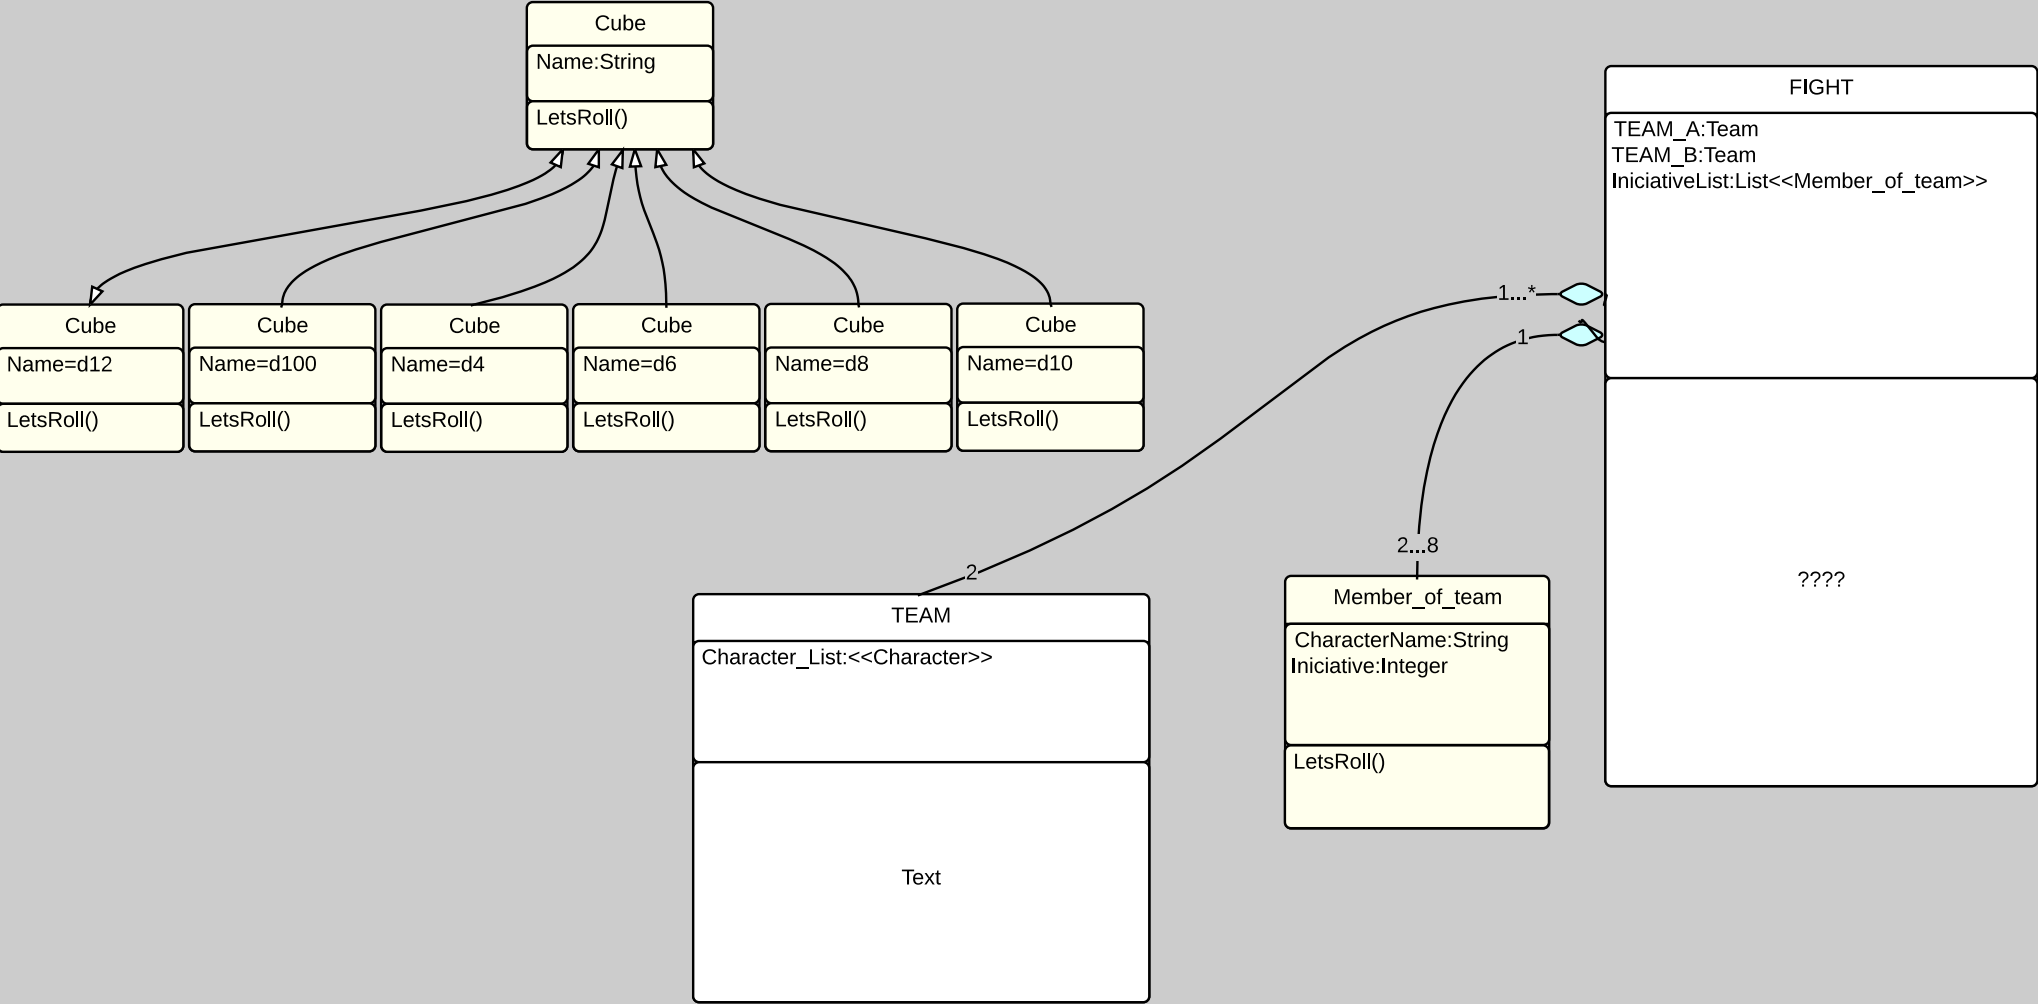 Cube
Name:String
LetsRoll()
FIGHT
TEAM_A:Team
TEAM_B:Team
IniciativeList:List<<Member_of_team>>
????
Cube
Name=d12
LetsRoll()
Cube
Name=d100
LetsRoll()
Cube
Name=d4
LetsRoll()
Cube
Name=d6
LetsRoll()
Cube
Name=d8
LetsRoll()
Cube
Name=d10
LetsRoll()
1...*
1
2...8
2
TEAM
Character_List:<<Character>>
Text
Member_of_team
CharacterName:String
Iniciative:Integer
LetsRoll()